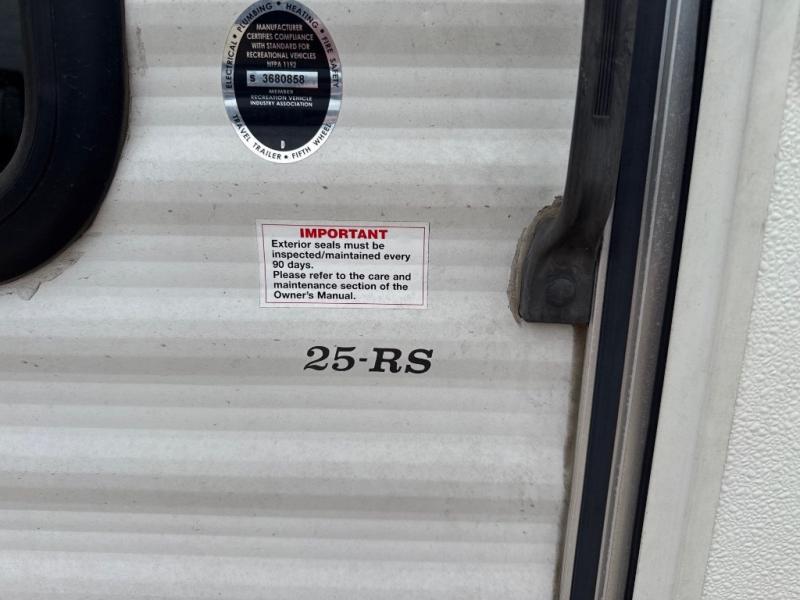 ELECTRICAL • PLUMBING • HEATING • FIRE SAFETY
MANUFACTURER
CERTIFIES COMPLIANCE
WITH STANDARD FOR
RECREATIONAL VEHICLES
NFPA 1192
S 3680858
MEMBER
RECREATION VEHICLE
INDUSTRY ASSOCIATION
D
TRAVEL TRAILER • FIFTH WHEEL
IMPORTANT
Exterior seals must be
inspected/maintained every
90 days.
Please refer to the care and
maintenance section of the
Owner's Manual.
25-RS